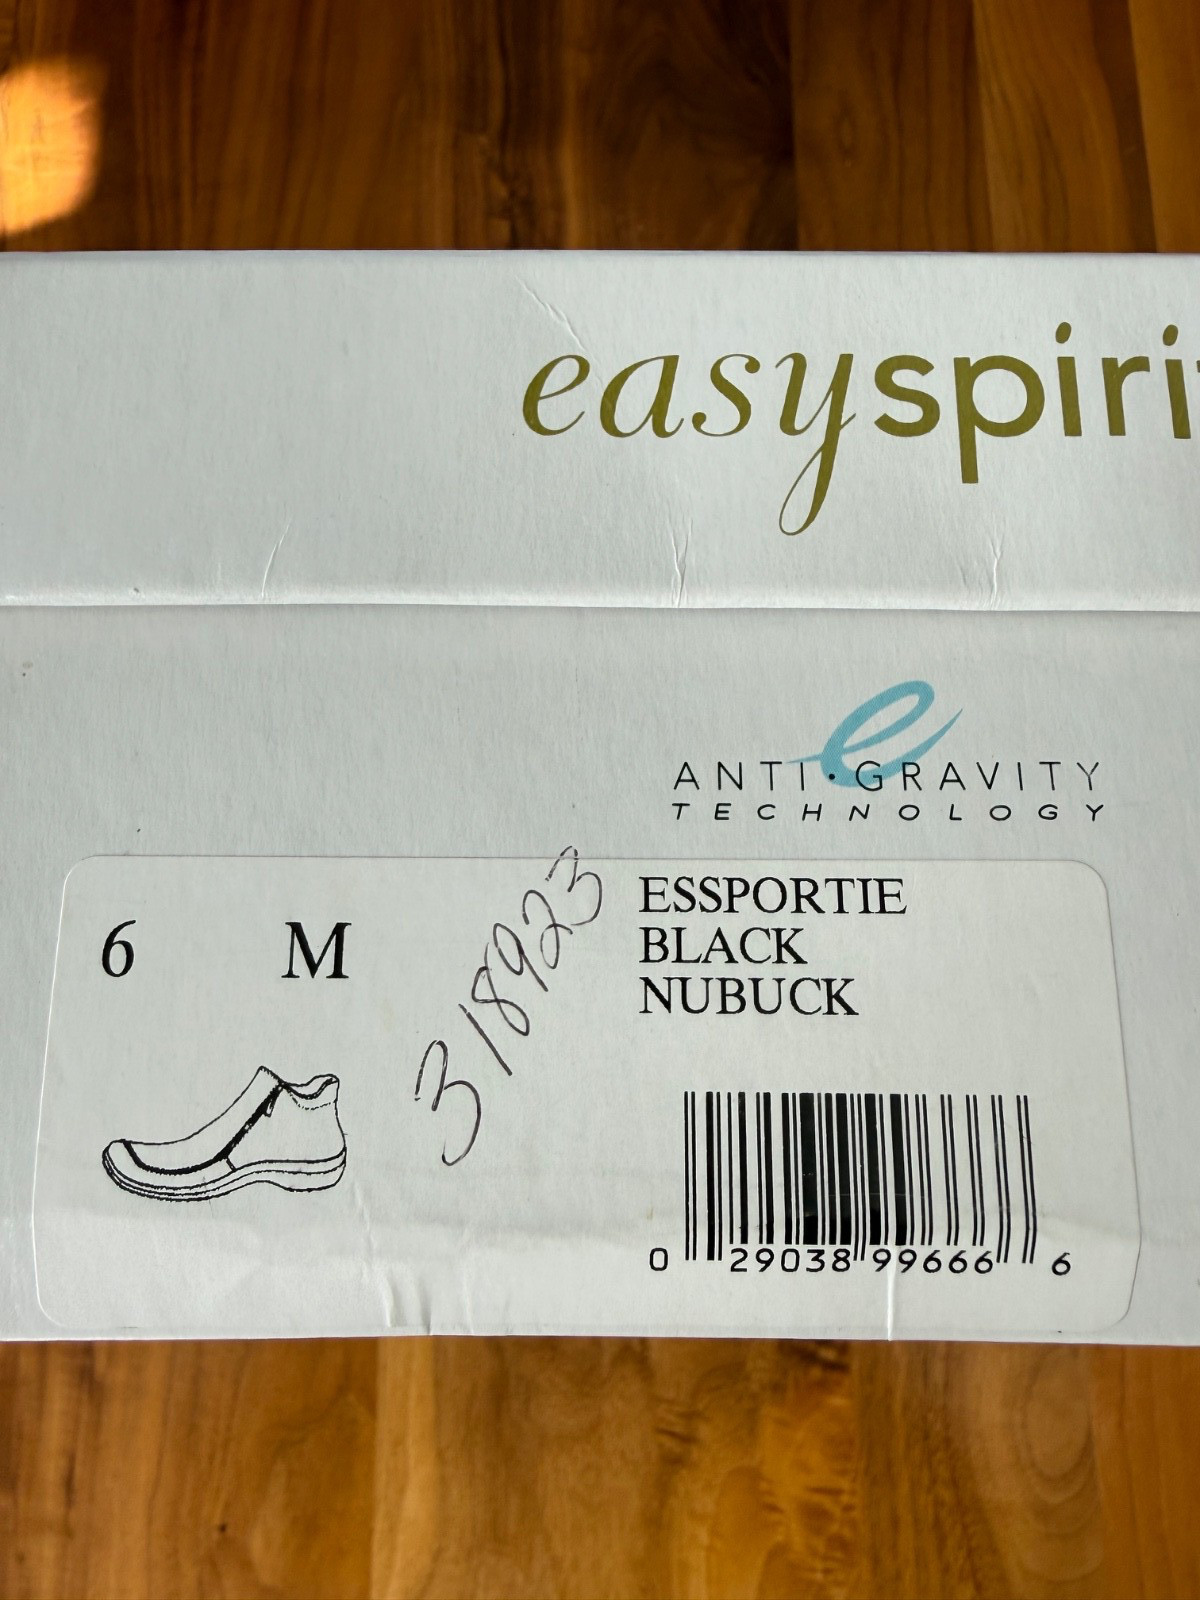 easyspiri
ANTI·GRAVITY
TECHNOLOGY
6 M
318923
ESSPORTIE
BLACK
NUBUCK
0 29038 99666 6